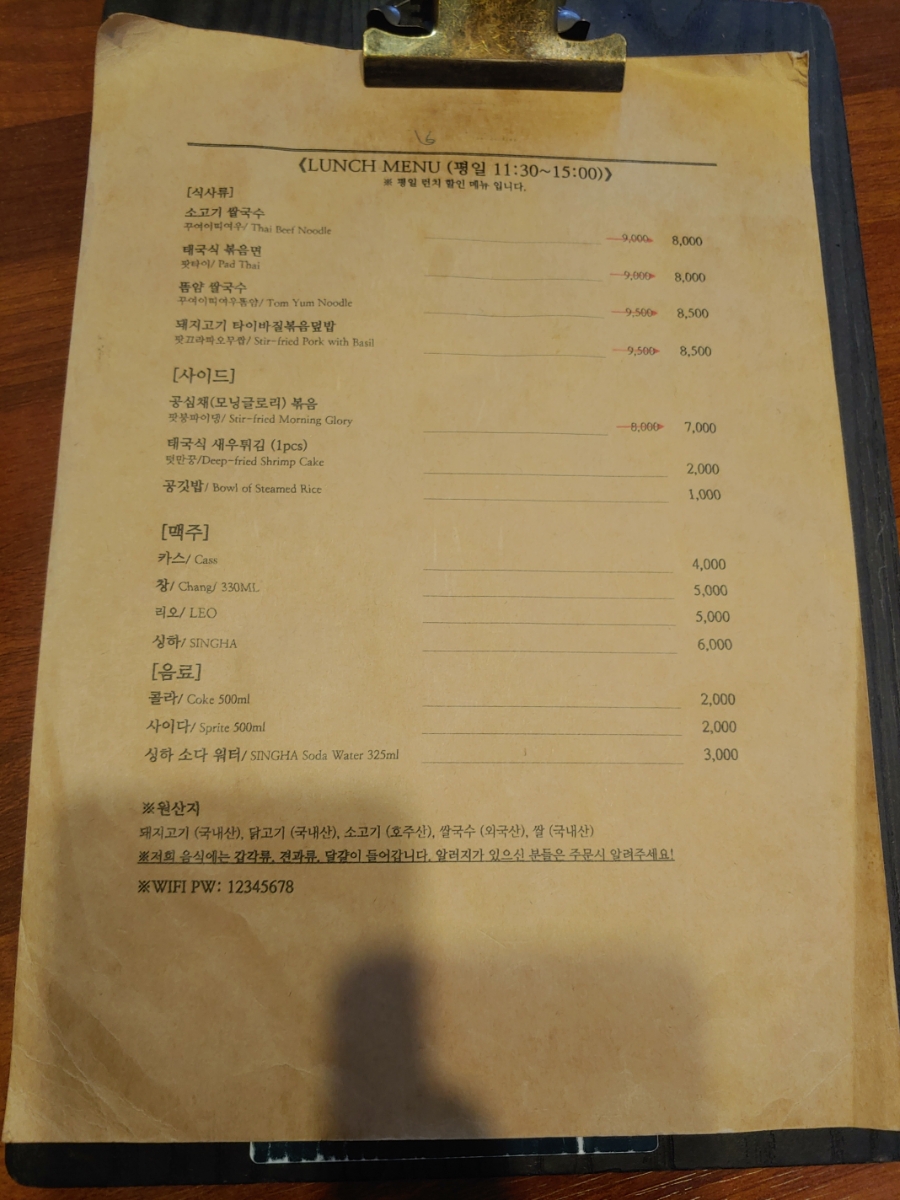 16
《LUNCH MENU (평일 11:30~15:00)》
※ 평일 런치 할인 메뉴 입니다.
[식사류]
소고기 쌀국수
꾸어이띠여우/ Thai Beef Noodle 9,000 8,000
태국식 볶음면
팟타이/ Pad Thai 9,000 8,000
똠얌 쌀국수
꾸어이띠여우똠얌/ Tom Yum Noodle 9,500 8,500
돼지고기 타이바질볶음덮밥
팟끄라파오무쌉/ Stir-fried Pork with Basil 9,500 8,500
[사이드]
공심채(모닝글로리) 볶음
팟붕파이댕/ Stir-fried Morning Glory 8,000 7,000
태국식 새우튀김 (1pcs)
텃만꿍/Deep-fried Shrimp Cake 2,000
공깃밥/ Bowl of Steamed Rice 1,000
[맥주]
카스/ Cass 4,000
창/ Chang/ 330ML 5,000
리오/ LEO 5,000
싱하/ SINGHA 6,000
[음료]
콜라/ Coke 500ml 2,000
사이다/ Sprite 500ml 2,000
싱하 소다 워터/ SINGHA Soda Water 325ml 3,000
※원산지
돼지고기 (국내산), 닭고기 (국내산), 소고기 (호주산), 쌀국수 (외국산), 쌀 (국내산)
※저희 음식에는 갑각류, 견과류, 달걀이 들어갑니다. 알러지가 있으신 분들은 주문시 알려주세요!
※WIFI PW: 12345678